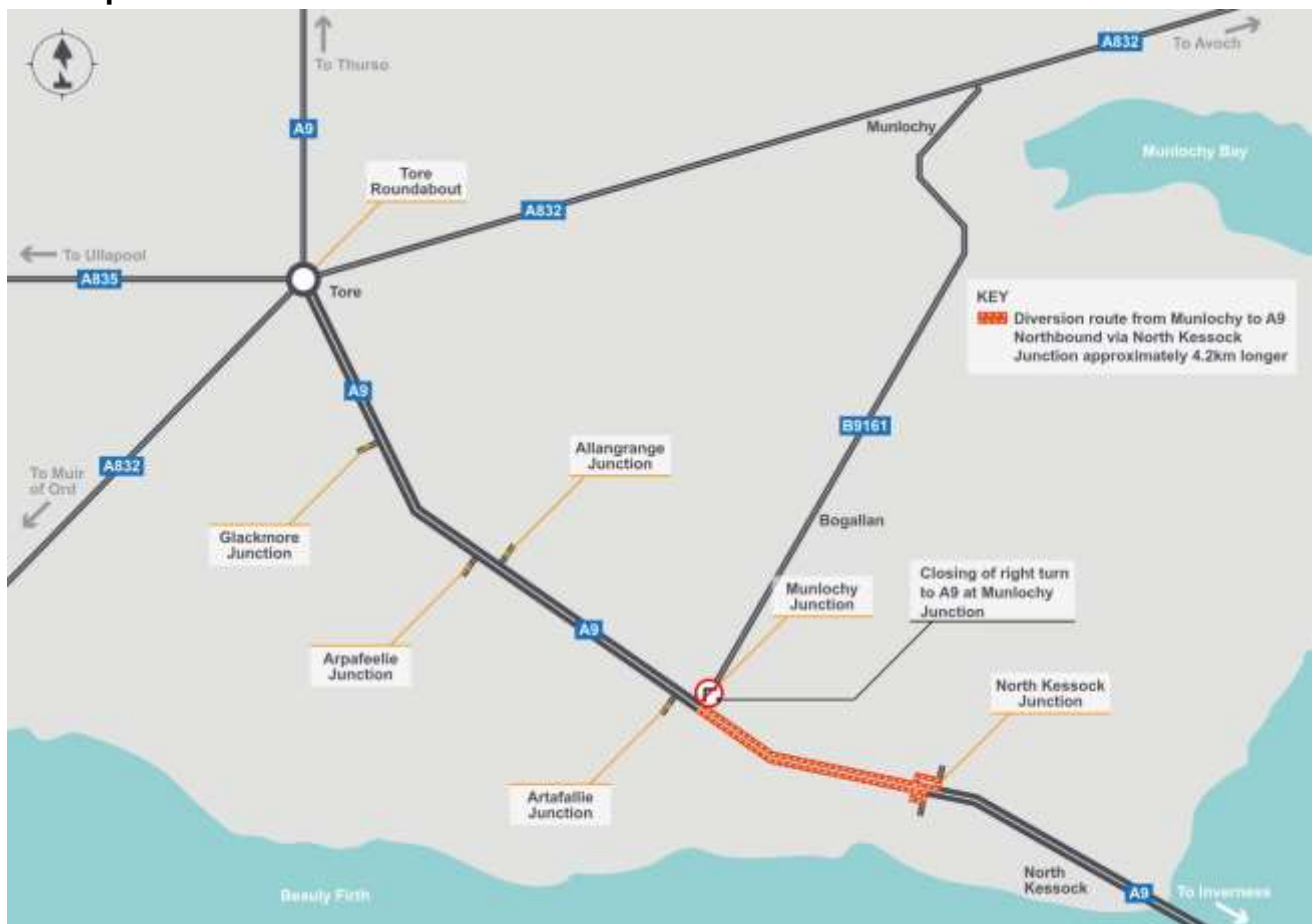 To Thurso
A832
To Avoch
A9
Munlochy
Munlochy Bay
Tore
Roundabout
A832
To Ullapool
A835
Tore
KEY
Diversion route from Munlochy to A9
Northbound via North Kessock
Junction approximately 4.2km longer
A9
B9161
Allangrange
Junction
A832
To Muir
of Ord
Glackmore
Junction
Bogallan
Closing of right turn
to A9 at Munlochy
Junction
Munlochy
Junction
A9
Arpafeelie
Junction
North Kessock
Junction
Artafallie
Junction
North
Kessock
Beauly Firth
A9
To Inverness